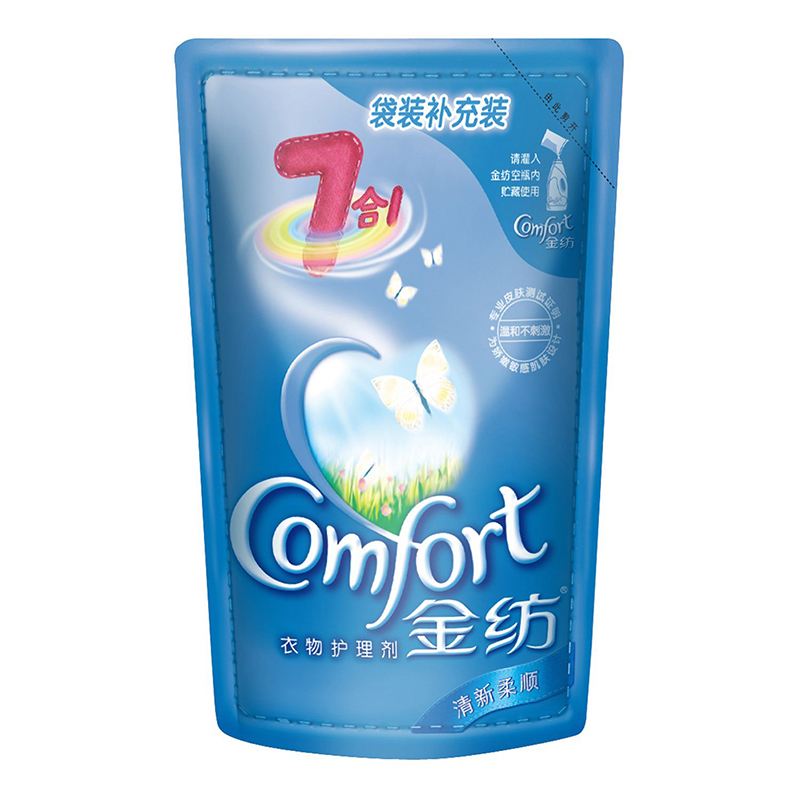 袋装补充装
由此剪开
7合1
请灌入
金纺空瓶内
贮藏使用
Comfort
金纺
专业皮肤测试证明
温和不刺激
为娇嫩敏感肌肤设计
Comfort
金纺®
衣物护理剂
清新柔顺